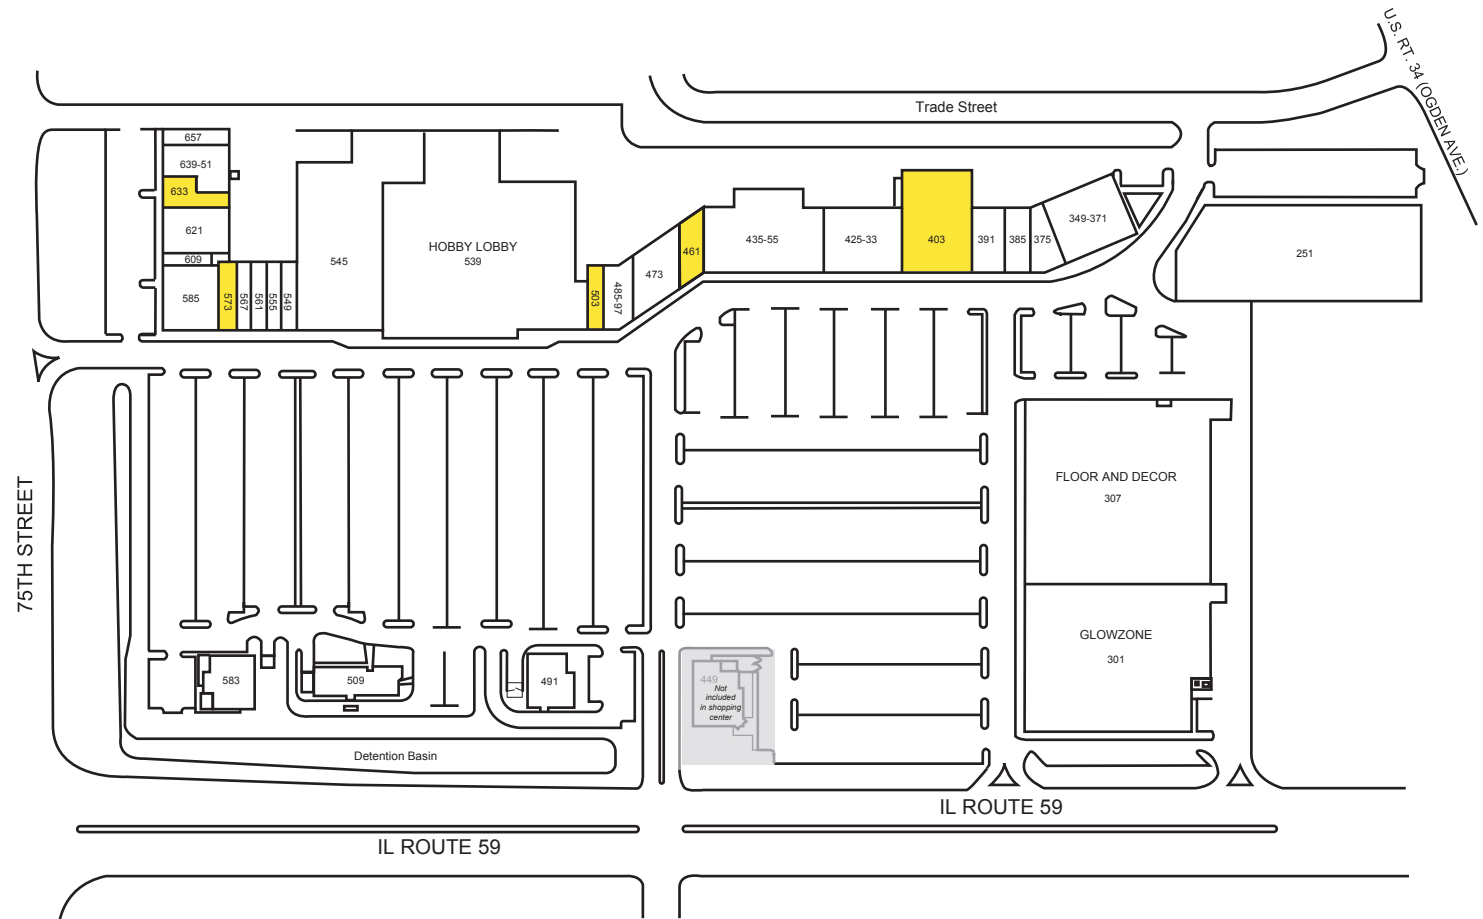 U.S. RT. 34 (OGDEN AVE.)
Trade Street
657
639-51
633
621
609
585
573
567
561
555
549
545
HOBBY LOBBY
539
503
485-97
473
461
435-55
425-33
403
391
385
375
349-371
251
75TH STREET
FLOOR AND DECOR
307
GLOWZONE
301
583
509
491
449
Not
included
in shopping
center
Detention Basin
IL ROUTE 59
IL ROUTE 59